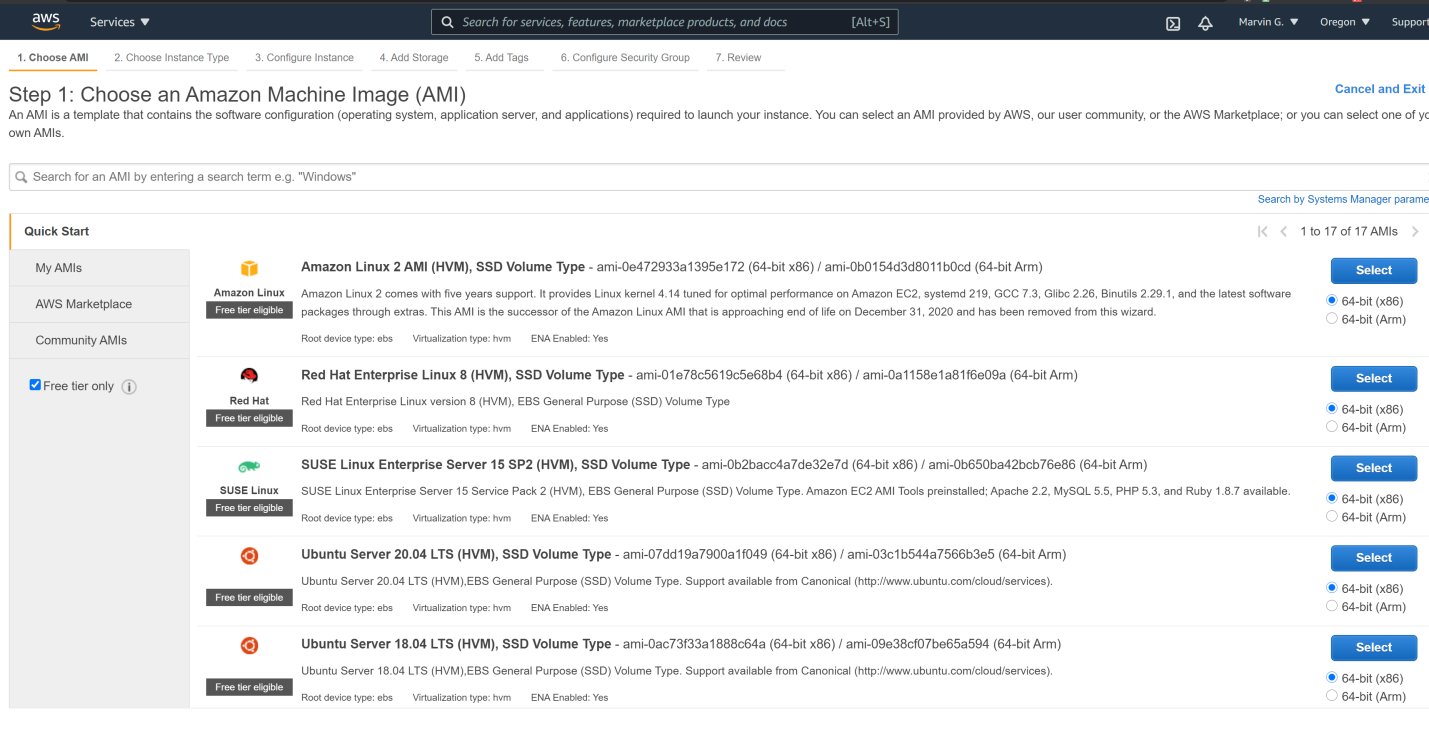 aws Services Search for services, features, marketplace products, and docs [Alt+S] Marvin G. Oregon Support
1. Choose AMI 2. Choose Instance Type 3. Configure Instance 4. Add Storage 5. Add Tags 6. Configure Security Group 7. Review
Step 1: Choose an Amazon Machine Image (AMI) Cancel and Exit
An AMI is a template that contains the software configuration (operating system, application server, and applications) required to launch your instance. You can select an AMI provided by AWS, our user community, or the AWS Marketplace; or you can select one of yo
own AMIs.
Search for an AMI by entering a search term e.g. "Windows"
Search by Systems Manager parame
Quick Start 1 to 17 of 17 AMIs
My AMIs
AWS Marketplace
Community AMIs
Free tier only
Amazon Linux
Free tier eligible
Amazon Linux 2 AMI (HVM), SSD Volume Type - ami-0e472933a1395e172 (64-bit x86) / ami-0b0154d3d8011b0cd (64-bit Arm)
Amazon Linux 2 comes with five years support. It provides Linux kernel 4.14 tuned for optimal performance on Amazon EC2, systemd 219, GCC 7.3, Glibc 2.26, Binutils 2.29.1, and the latest software
packages through extras. This AMI is the successor of the Amazon Linux AMI that is approaching end of life on December 31, 2020 and has been removed from this wizard.
Root device type: ebs Virtualization type: hvm ENA Enabled: Yes
Select
64-bit (x86)
64-bit (Arm)
Red Hat
Free tier eligible
Red Hat Enterprise Linux 8 (HVM), SSD Volume Type - ami-01e78c5619c5e68b4 (64-bit x86) / ami-0a1158e1a81f6e09a (64-bit Arm)
Red Hat Enterprise Linux version 8 (HVM), EBS General Purpose (SSD) Volume Type
Root device type: ebs Virtualization type: hvm ENA Enabled: Yes
Select
64-bit (x86)
64-bit (Arm)
SUSE Linux
Free tier eligible
SUSE Linux Enterprise Server 15 SP2 (HVM), SSD Volume Type - ami-0b2bacc4a7de32e7d (64-bit x86) / ami-0b650ba42bcb76e86 (64-bit Arm)
SUSE Linux Enterprise Server 15 Service Pack 2 (HVM), EBS General Purpose (SSD) Volume Type. Amazon EC2 AMI Tools preinstalled; Apache 2.2, MySQL 5.5, PHP 5.3, and Ruby 1.8.7 available.
Root device type: ebs Virtualization type: hvm ENA Enabled: Yes
Select
64-bit (x86)
64-bit (Arm)
Free tier eligible
Ubuntu Server 20.04 LTS (HVM), SSD Volume Type - ami-07dd19a7900a1f049 (64-bit x86) / ami-03c1b544a7566b3e5 (64-bit Arm)
Ubuntu Server 20.04 LTS (HVM),EBS General Purpose (SSD) Volume Type. Support available from Canonical (http://www.ubuntu.com/cloud/services).
Root device type: ebs Virtualization type: hvm ENA Enabled: Yes
Select
64-bit (x86)
64-bit (Arm)
Free tier eligible
Ubuntu Server 18.04 LTS (HVM), SSD Volume Type - ami-0ac73f33a1888c64a (64-bit x86) / ami-09e38cf07be65a594 (64-bit Arm)
Ubuntu Server 18.04 LTS (HVM),EBS General Purpose (SSD) Volume Type. Support available from Canonical (http://www.ubuntu.com/cloud/services).
Root device type: ebs Virtualization type: hvm ENA Enabled: Yes
Select
64-bit (x86)
64-bit (Arm)